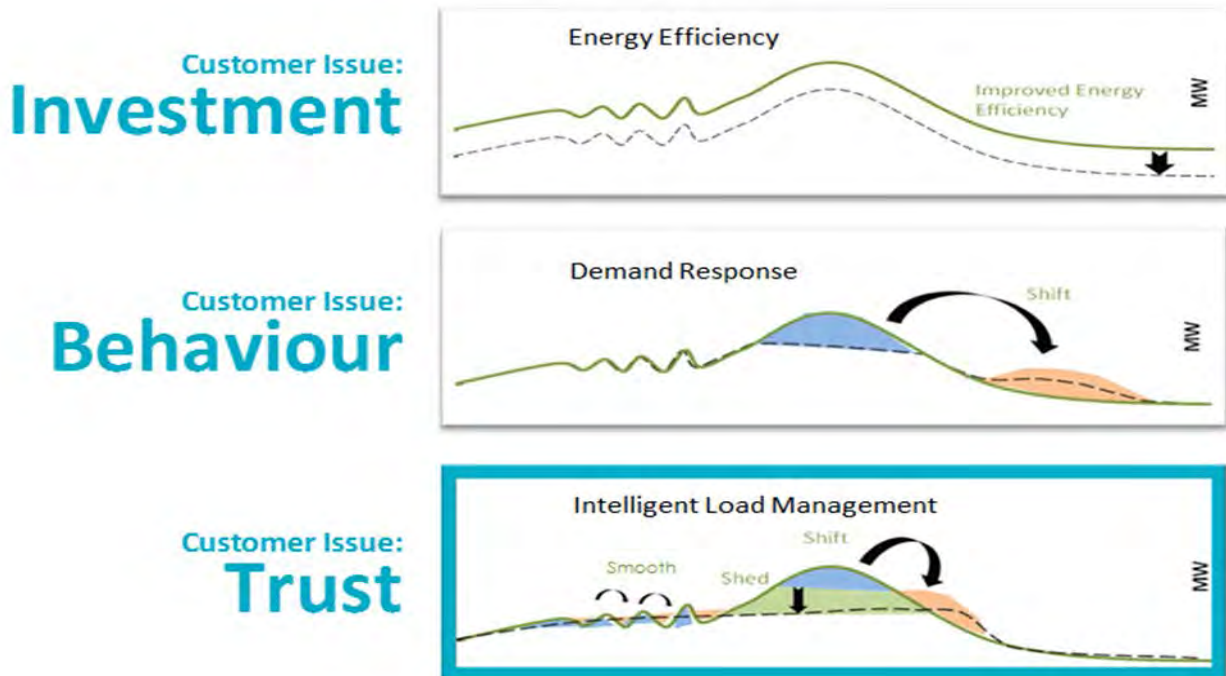 Customer Issue:
Investment
Energy Efficiency
Improved Energy
Efficiency
MW
Customer Issue:
Behaviour
Demand Response
Shift
MW
Customer Issue:
Trust
Intelligent Load Management
Shift
Smooth
Shed
MW